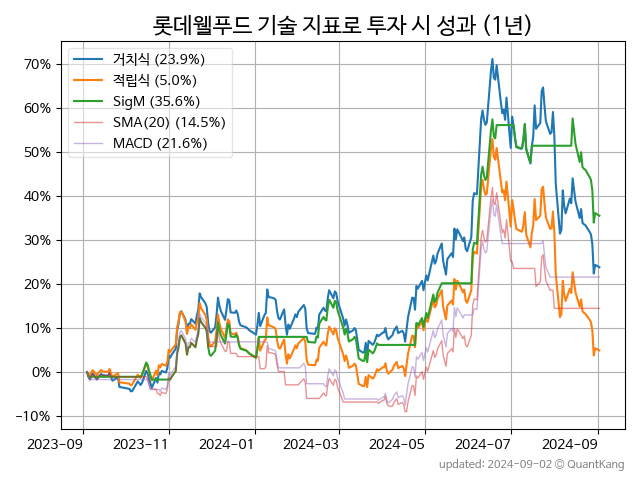 롯데웰푸드 기술 지표로 투자 시 성과 (1년)
거치식 (23.9%)
적립식 (5.0%)
SigM (35.6%)
SMA(20) (14.5%)
MACD (21.6%)
70%
60%
50%
40%
30%
20%
10%
0%
−10%
2023-09 2023-11 2024-01 2024-03 2024-05 2024-07 2024-09
updated: 2024-09-02 © QuantKang